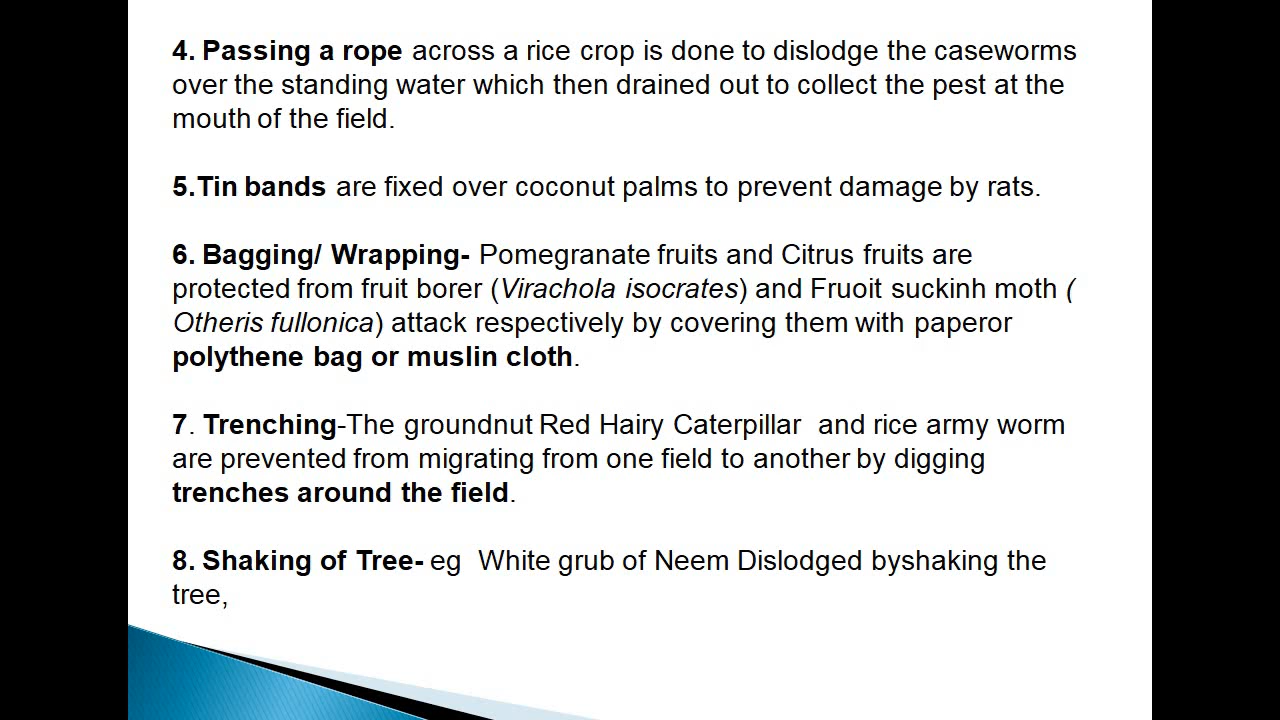 4. Passing a rope across a rice crop is done to dislodge the caseworms
over the standing water which then drained out to collect the pest at the
mouth of the field.
5.Tin bands are fixed over coconut palms to prevent damage by rats.
6. Bagging/ Wrapping- Pomegranate fruits and Citrus fruits are
protected from fruit borer (Virachola isocrates) and Fruoit suckinh moth (
Otheris fullonica) attack respectively by covering them with paperor
polythene bag or muslin cloth.
7. Trenching-The groundnut Red Hairy Caterpillar  and rice army worm
are prevented from migrating from one field to another by digging
trenches around the field.
8. Shaking of Tree- eg  White grub of Neem Dislodged byshaking the
tree,